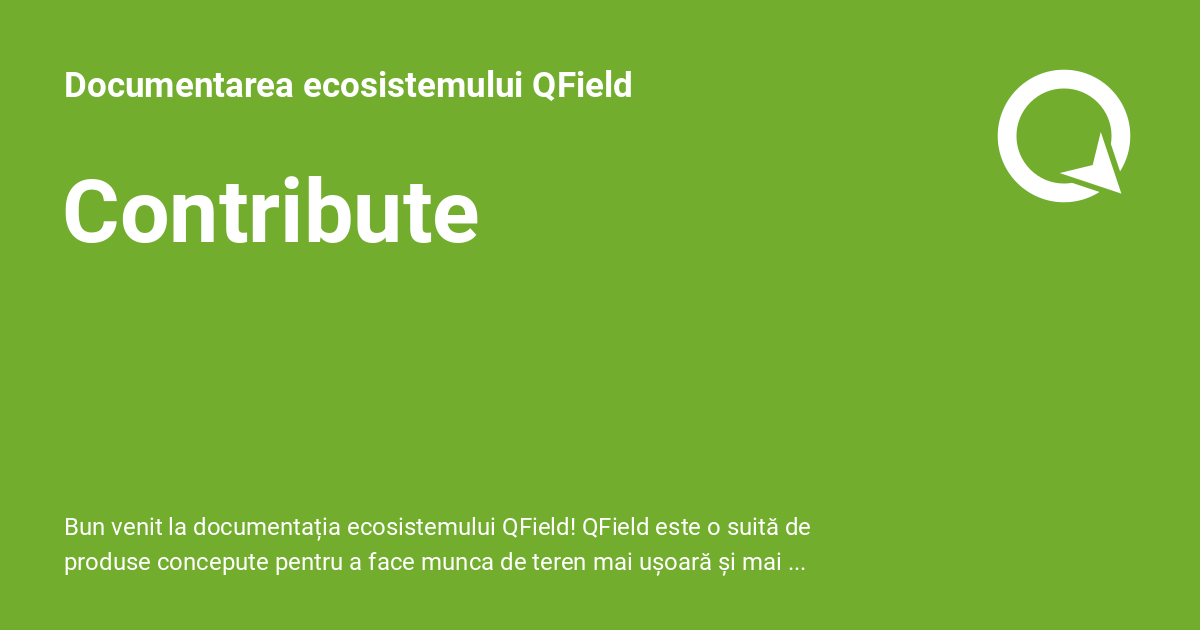 Documentarea ecosistemului QField
Contribute
Bun venit la documentația ecosistemului QField! QField este o suită de
produse concepute pentru a face munca de teren mai ușoară și mai ...